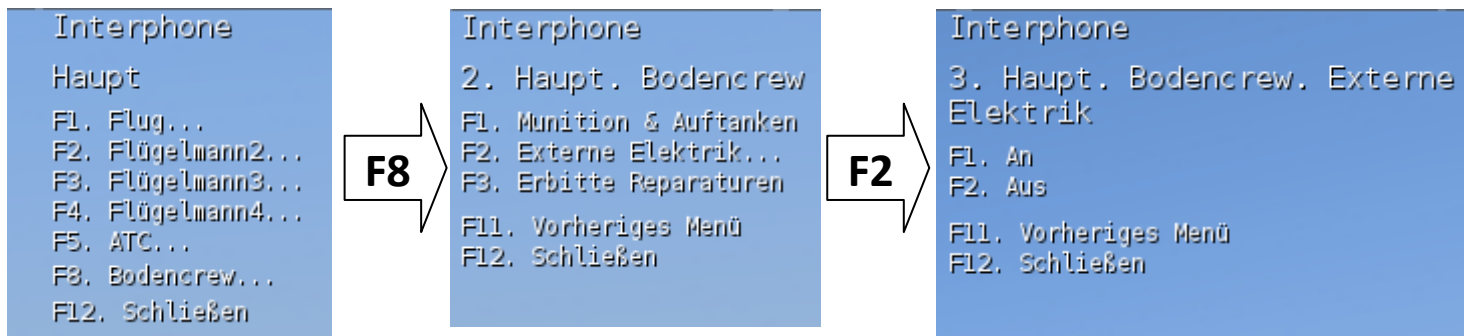 Interphone
Haupt
F1. Flug...
F2. Flügelmann2...
F3. Flügelmann3...
F4. Flügelmann4...
F5. ATC...
F8. Bodencrew...
F12. Schließen
F8
Interphone
2. Haupt. Bodencrew
F1. Munition & Auftanken
F2. Externe Elektrik...
F3. Erbitte Reparaturen
F11. Vorheriges Menü
F12. Schließen
F2
Interphone
3. Haupt. Bodencrew. Externe
Elektrik
F1. An
F2. Aus
F11. Vorheriges Menü
F12. Schließen